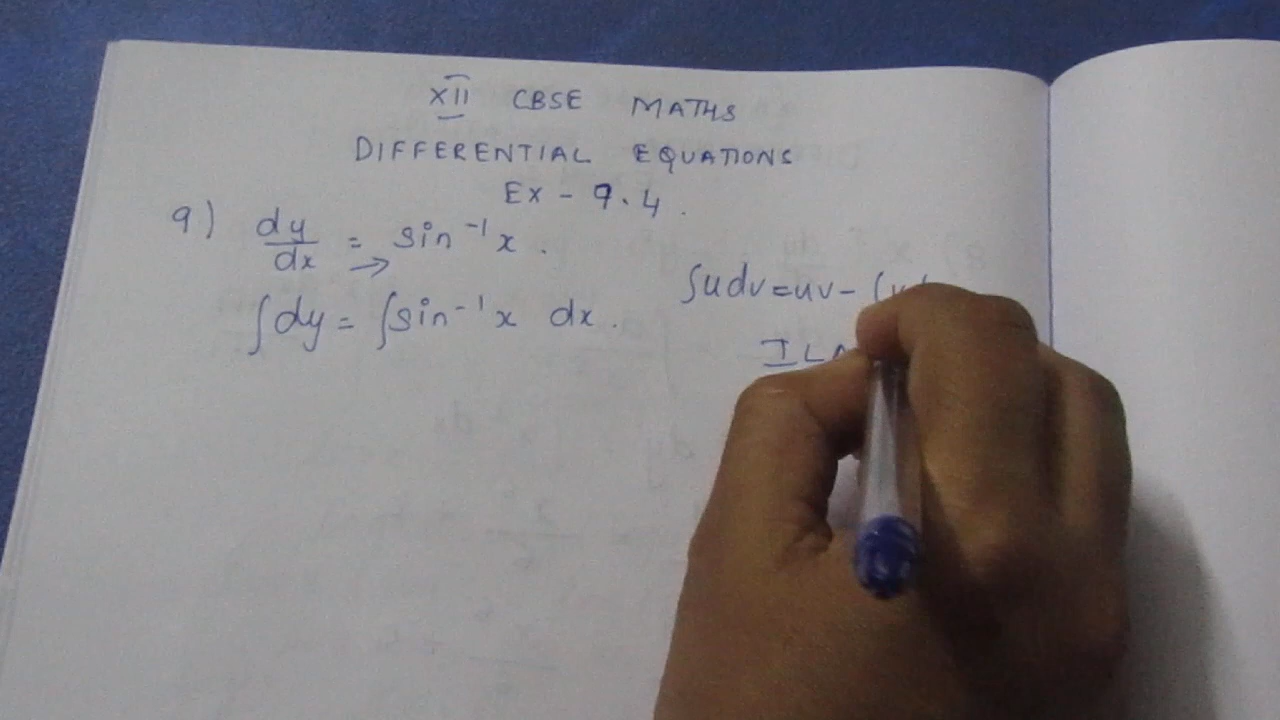 XII CBSE MATHS
DIFFERENTIAL EQUATIONS
Ex - 9.4.
9) dy/dx = sin⁻¹x.
→
∫dy = ∫sin⁻¹x dx.
∫udv = uv - ∫
ILA